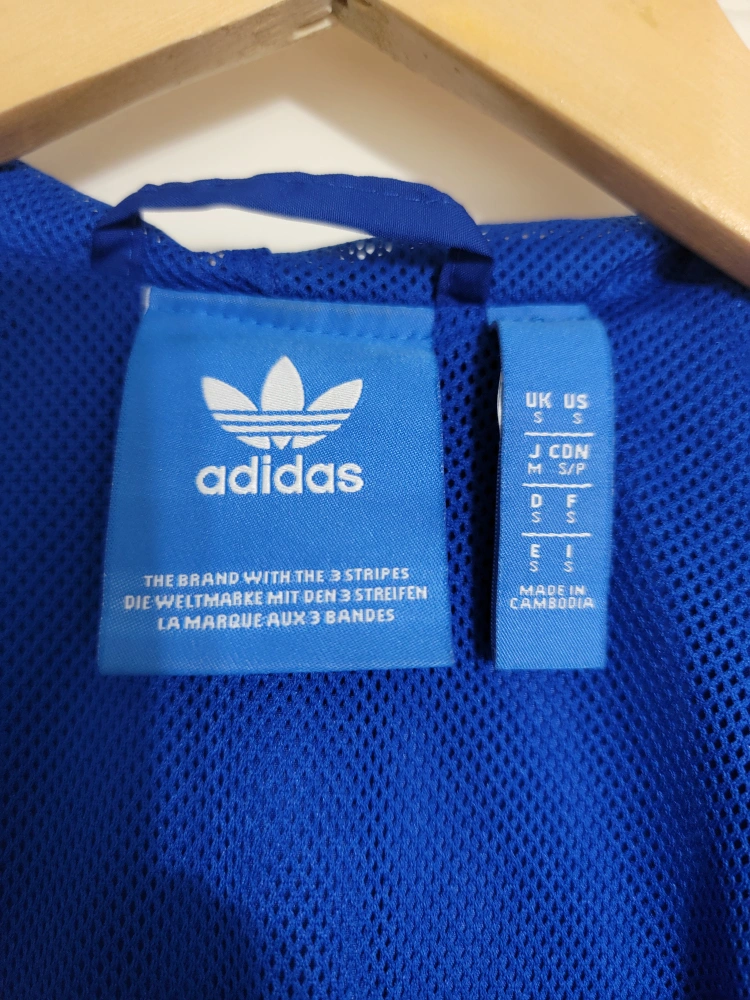 adidas
THE BRAND WITH THE 3 STRIPES
DIE WELTMARKE MIT DEN 3 STREIFEN
LA MARQUE AUX 3 BANDES
UK US
S S
J CDN
M S/P
D F
S S
E I
S S
MADE IN
CAMBODIA